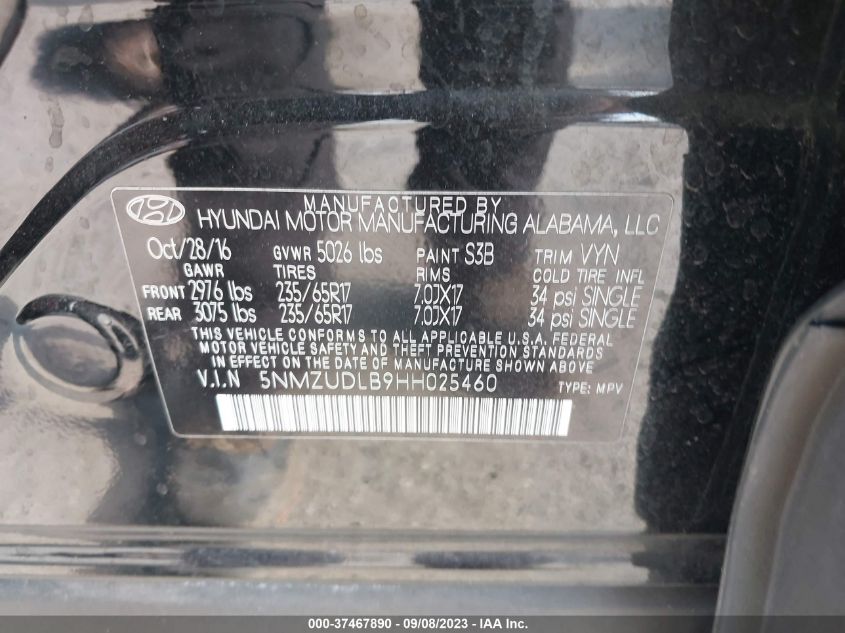 MANUFACTURED BY
HYUNDAI MOTOR MANUFACTURING ALABAMA, LLC
Oct/28/16 GVWR 5026 lbs PAINT S3B TRIM VYN
GAWR TIRES RIMS COLD TIRE INFL
FRONT 2976 lbs 235/65R17 7.0JX17 34 psi SINGLE
REAR 3075 lbs 235/65R17 7.0JX17 34 psi SINGLE
THIS VEHICLE CONFORMS TO ALL APPLICABLE U.S.A. FEDERAL
MOTOR VEHICLE SAFETY AND THEFT PREVENTION STANDARDS
IN EFFECT ON THE DATE OF MANUFACTURE SHOWN ABOVE
V.I.N 5NMZUDLB9HH025460 TYPE: MPV
000-37467890 - 09/08/2023 - IAA Inc.